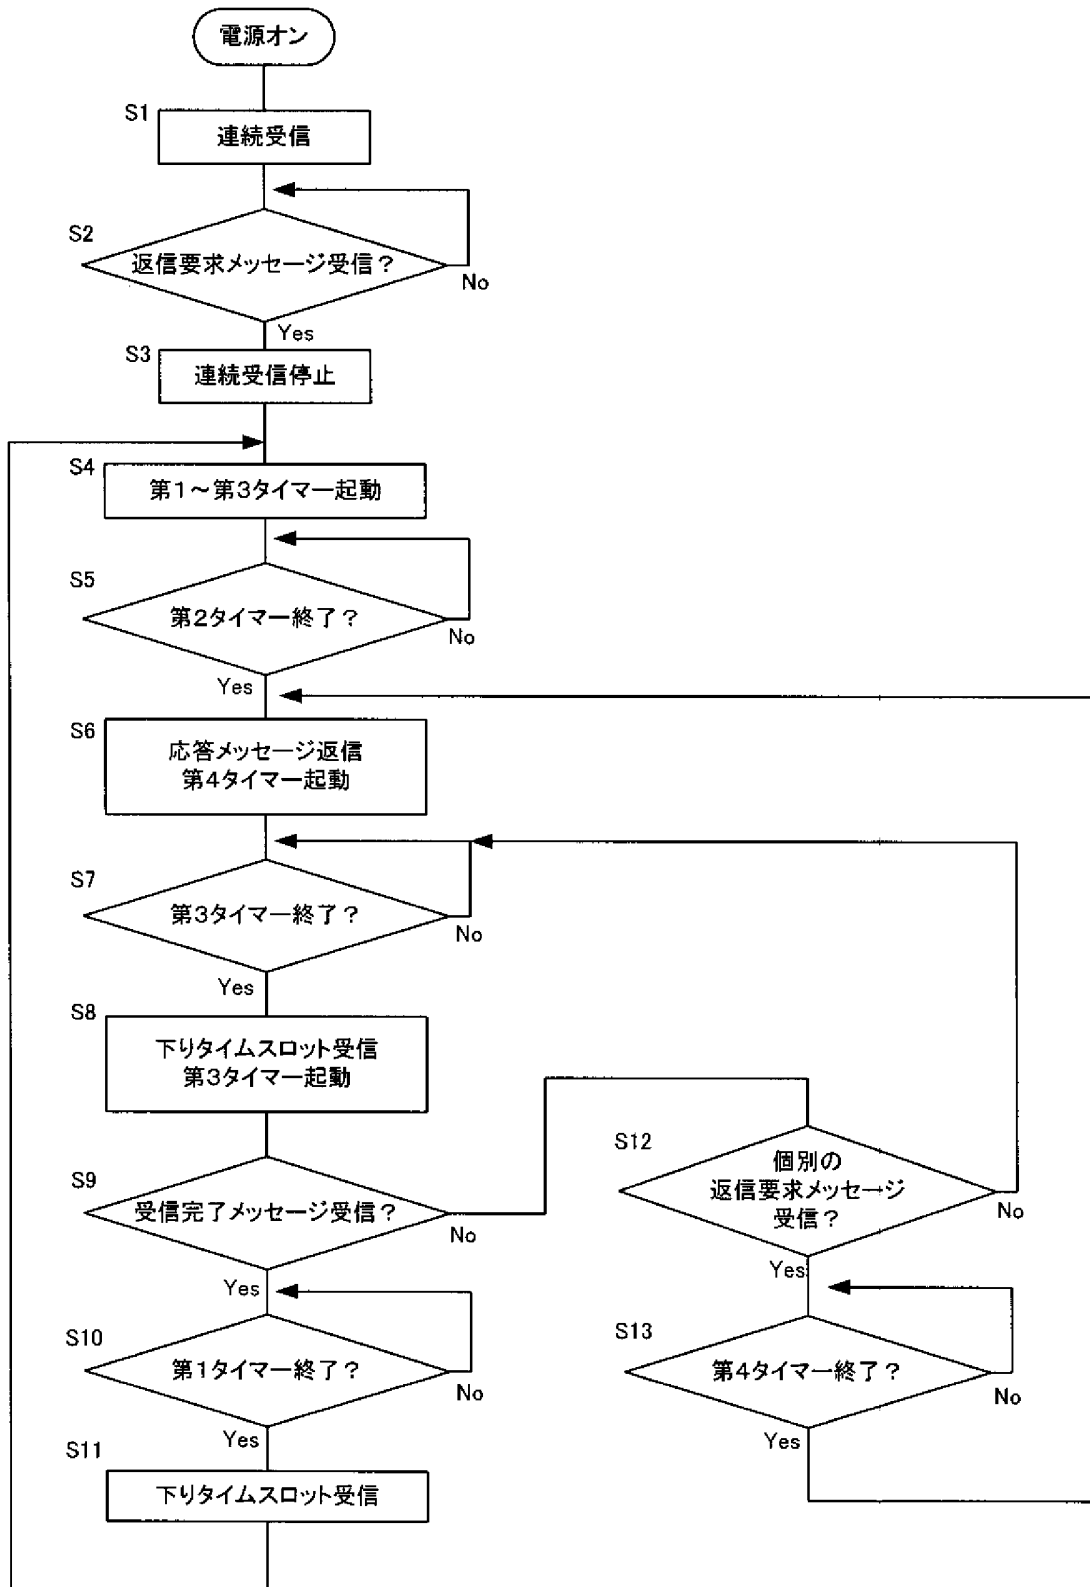 電源オン
S1
連続受信
S2
返信要求メッセージ受信？
No
Yes
S3
連続受信停止
S4
第１～第３タイマー起動
S5
第２タイマー終了？
No
Yes
S6
応答メッセージ返信
第４タイマー起動
S7
第３タイマー終了？
No
Yes
S8
下りタイムスロット受信
第３タイマー起動
S9
受信完了メッセージ受信？
No
Yes
S10
第１タイマー終了？
No
Yes
S11
下りタイムスロット受信
S12
個別の
返信要求メッセージ
受信？
No
Yes
S13
第４タイマー終了？
No
Yes